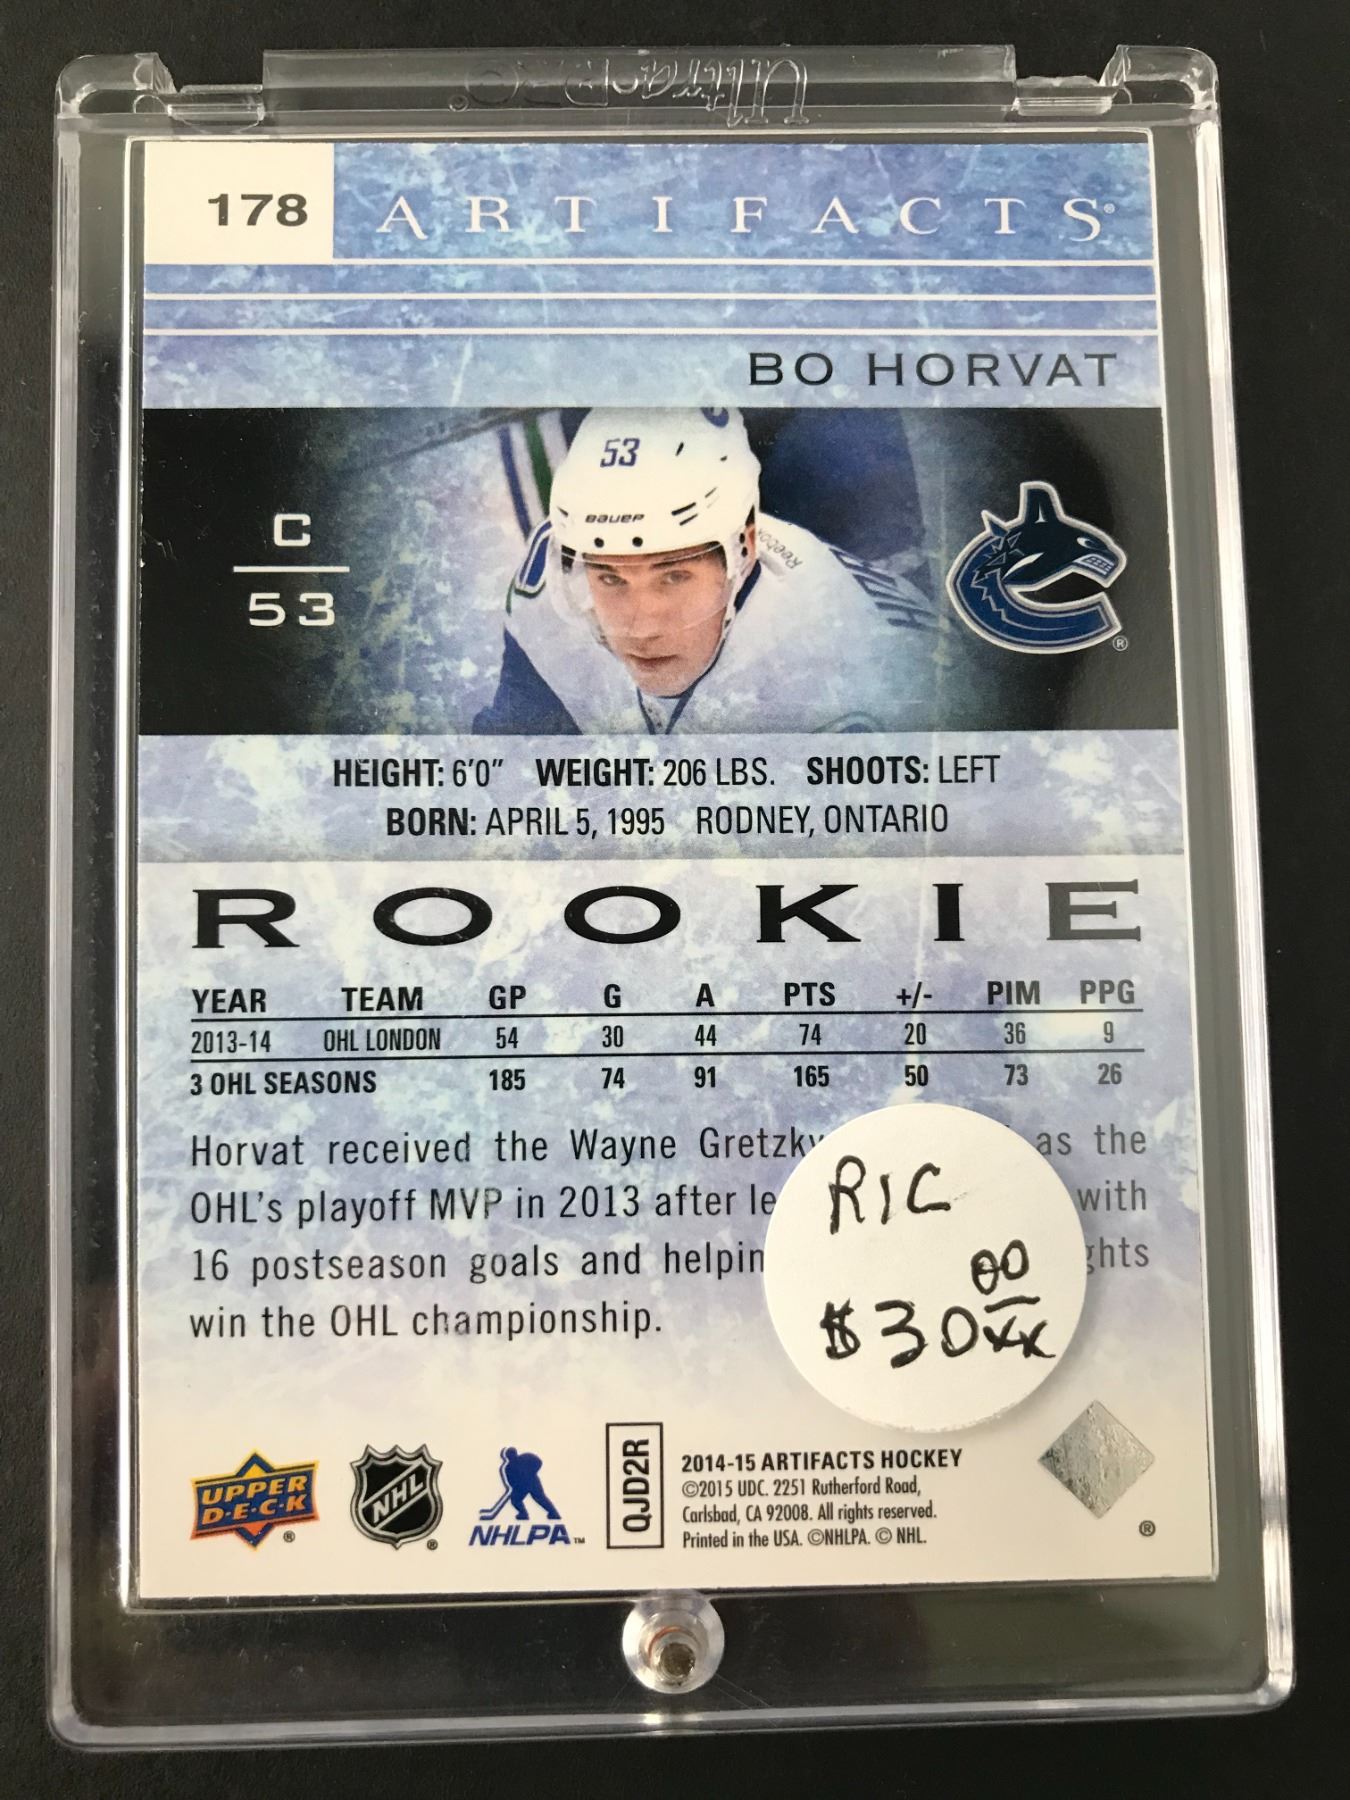 Ultra PRO®
178 ARTIFACTS®
BO HORVAT
C
53
53
BAUER
Reebok
®
HEIGHT: 6'0" WEIGHT: 206 LBS. SHOOTS: LEFT
BORN: APRIL 5, 1995 RODNEY, ONTARIO
ROOKIE
YEAR TEAM GP G A PTS +/- PIM PPG
2013-14 OHL LONDON 54 30 44 74 20 36 9
3 OHL SEASONS 185 74 91 165 50 73 26
Horvat received the Wayne Gretzky as the
OHL's playoff MVP in 2013 after le with
16 postseason goals and helpin ghts
win the OHL championship.
R/C
$30 00/xx
UPPER
D·E·C·K ®
NHL ®
NHLPA™
QJD2R
2014-15 ARTIFACTS HOCKEY
©2015 UDC. 2251 Rutherford Road,
Carlsbad, CA 92008. All rights reserved.
Printed in the USA. ©NHLPA. © NHL.
®